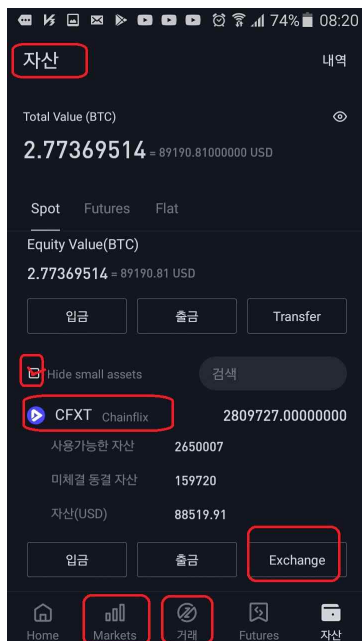 74% 08:20
자산 내역
Total Value (BTC)
2.77369514 = 89190.81000000 USD
Spot Futures Flat
Equity Value(BTC)
2.77369514 = 89190.81 USD
입금 출금 Transfer
Hide small assets 검색
CFXT Chainflix 2809727.00000000
사용가능한 자산 2650007
미체결 동결 자산 159720
자산(USD) 88519.91
입금 출금 Exchange
Home Markets 거래 Futures 자산